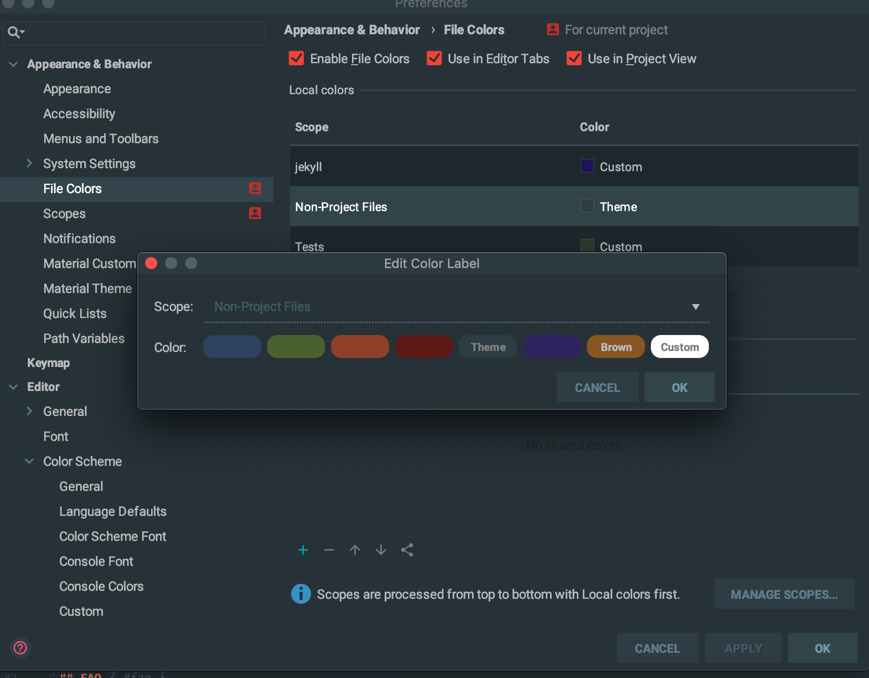 Preferences
Appearance & Behavior › File Colors
For current project
Enable File Colors
Use in Editor Tabs
Use in Project View
Local colors
Scope
Color
jekyll
Custom
Non-Project Files
Theme
Tests
Custom
Appearance & Behavior
Appearance
Accessibility
Menus and Toolbars
System Settings
File Colors
Scopes
Notifications
Material Custom
Material Theme
Quick Lists
Path Variables
Keymap
Editor
General
Font
Color Scheme
General
Language Defaults
Color Scheme Font
Console Font
Console Colors
Custom
Edit Color Label
Scope:
Non-Project Files
Color:
Theme
Brown
Custom
CANCEL
OK
No shared colors
Scopes are processed from top to bottom with Local colors first.
MANAGE SCOPES...
CANCEL
APPLY
OK